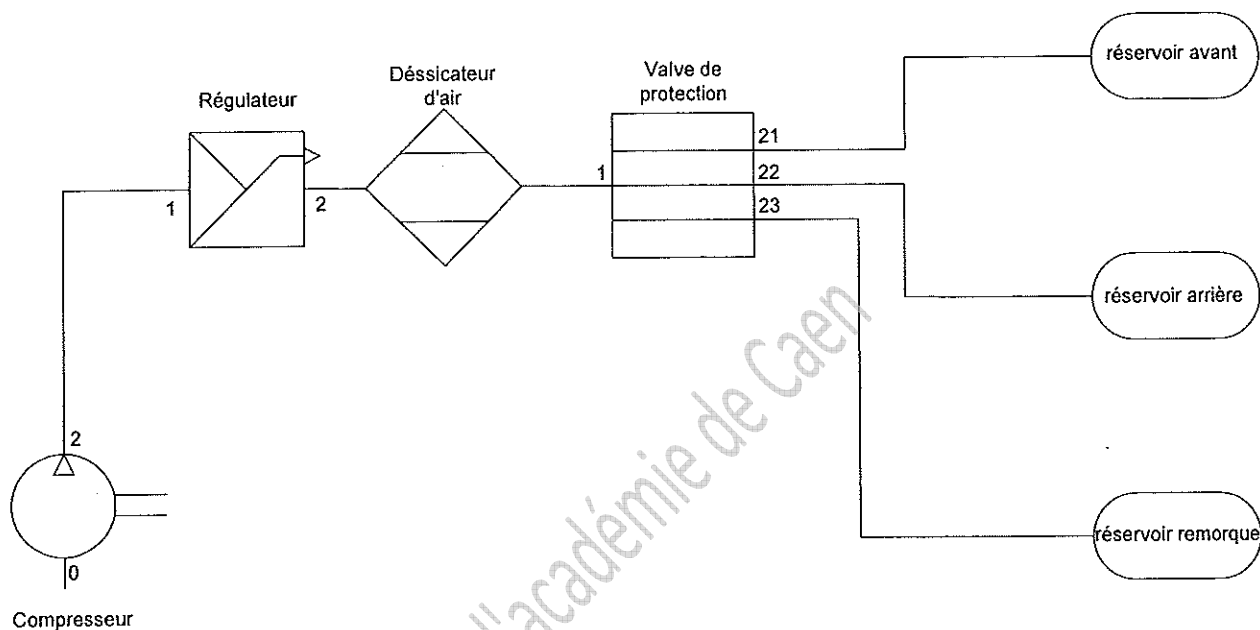 réservoir avant
Déssicateur
d'air
Valve de
protection
Régulateur
21
1
22
1
2
23
réservoir arrière
l'académie de Caen
2
réservoir remorque
0
Compresseur